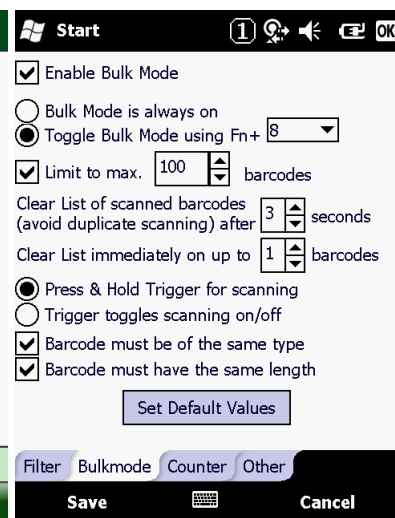 Start 1 OK
Enable Bulk Mode
Bulk Mode is always on
Toggle Bulk Mode using Fn+ 8
Limit to max. 100 barcodes
Clear List of scanned barcodes
(avoid duplicate scanning) after 3 seconds
Clear List immediately on up to 1 barcodes
Press & Hold Trigger for scanning
Trigger toggles scanning on/off
Barcode must be of the same type
Barcode must have the same length
Set Default Values
Filter Bulkmode Counter Other
Save Cancel